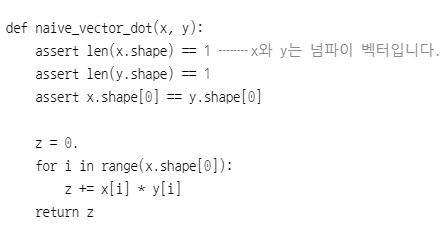 def naive_vector_dot(x, y):
    assert len(x.shape) == 1 ------- x와 y는 넘파이 벡터입니다.
    assert len(y.shape) == 1
    assert x.shape[0] == y.shape[0]

    z = 0.
    for i in range(x.shape[0]):
        z += x[i] * y[i]
    return z